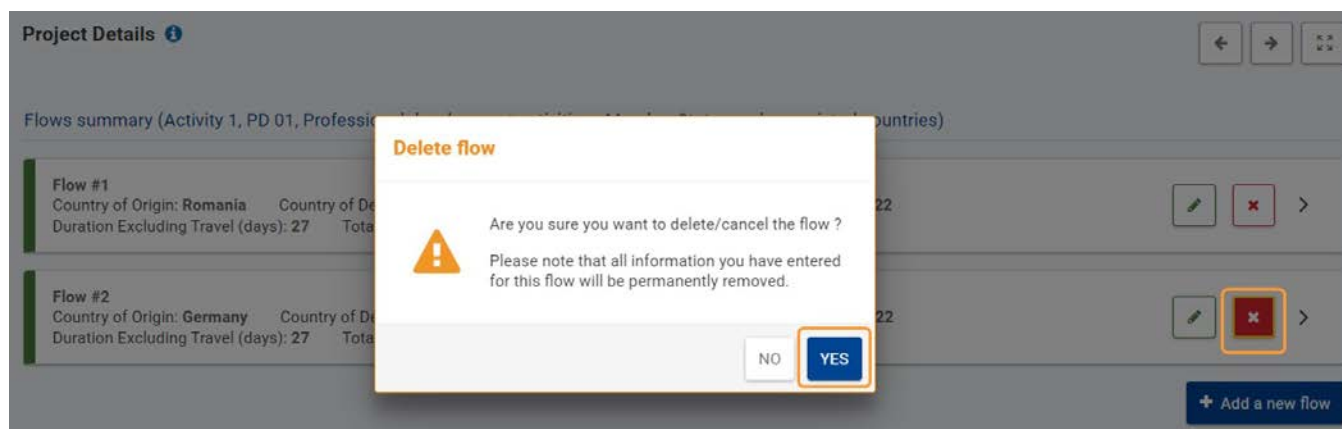 Project Details
Flows summary (Activity 1, PD 01, Professio
ountries)
Delete flow
Flow #1
Country of Origin: Romania Country of De
22
Duration Excluding Travel (days): 27 Tota
Are you sure you want to delete/cancel the flow ?
Please note that all information you have entered
for this flow will be permanently removed.
Flow #2
Country of Origin: Germany Country of De
22
Duration Excluding Travel (days): 27 Tota
NO YES
+ Add a new flow